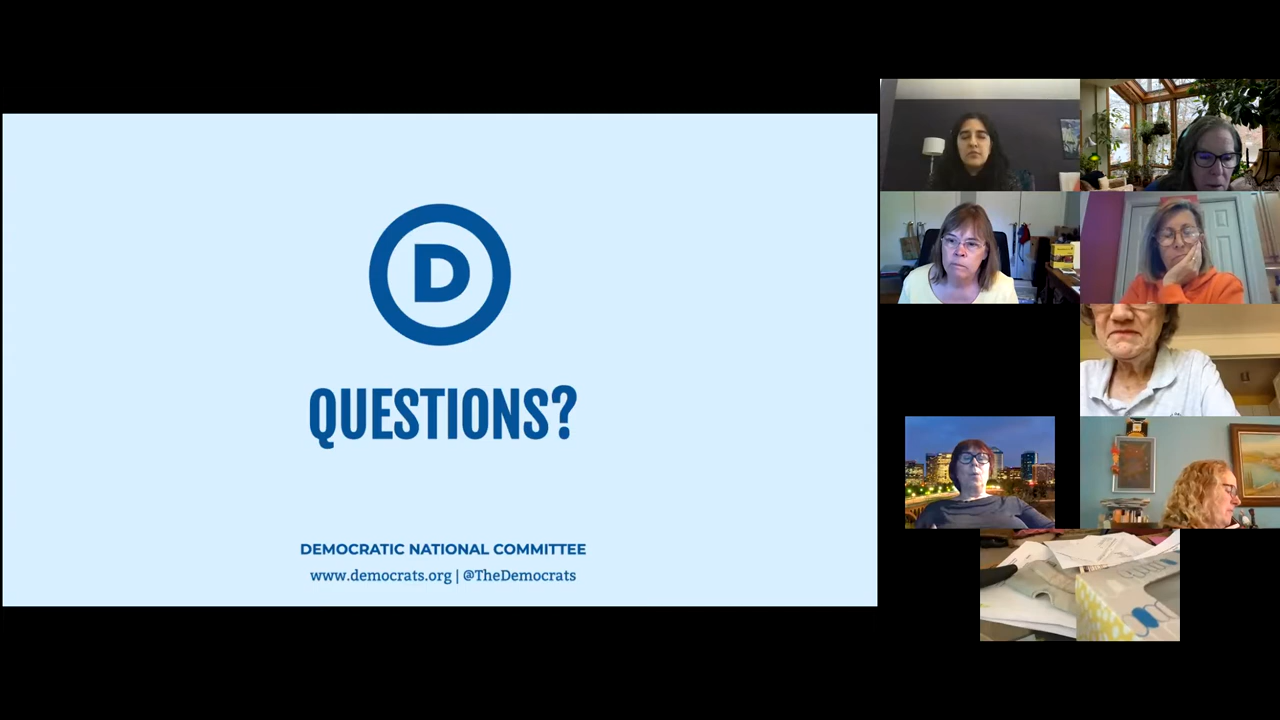 D
QUESTIONS?
DEMOCRATIC NATIONAL COMMITTEE
www.democrats.org | @TheDemocrats